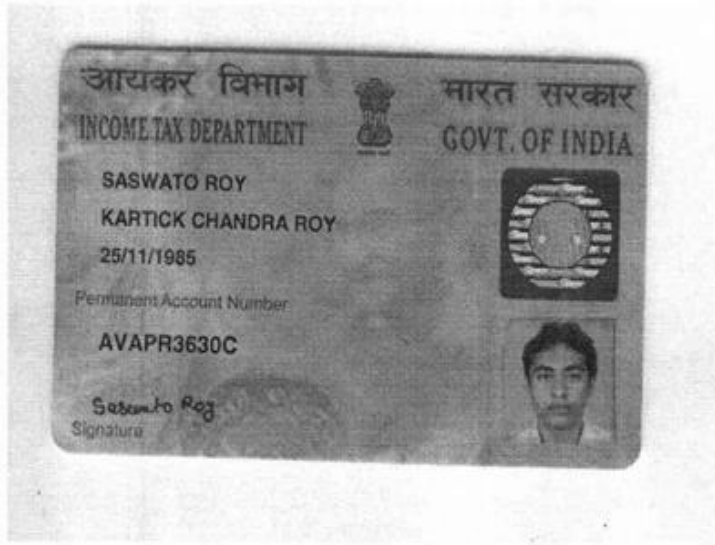 आयकर विभाग
INCOME TAX DEPARTMENT
भारत सरकार
GOVT. OF INDIA
SASWATO ROY
KARTICK CHANDRA ROY
25/11/1985
Permanent Account Number
AVAPR3630C
Saswato Roy
Signature